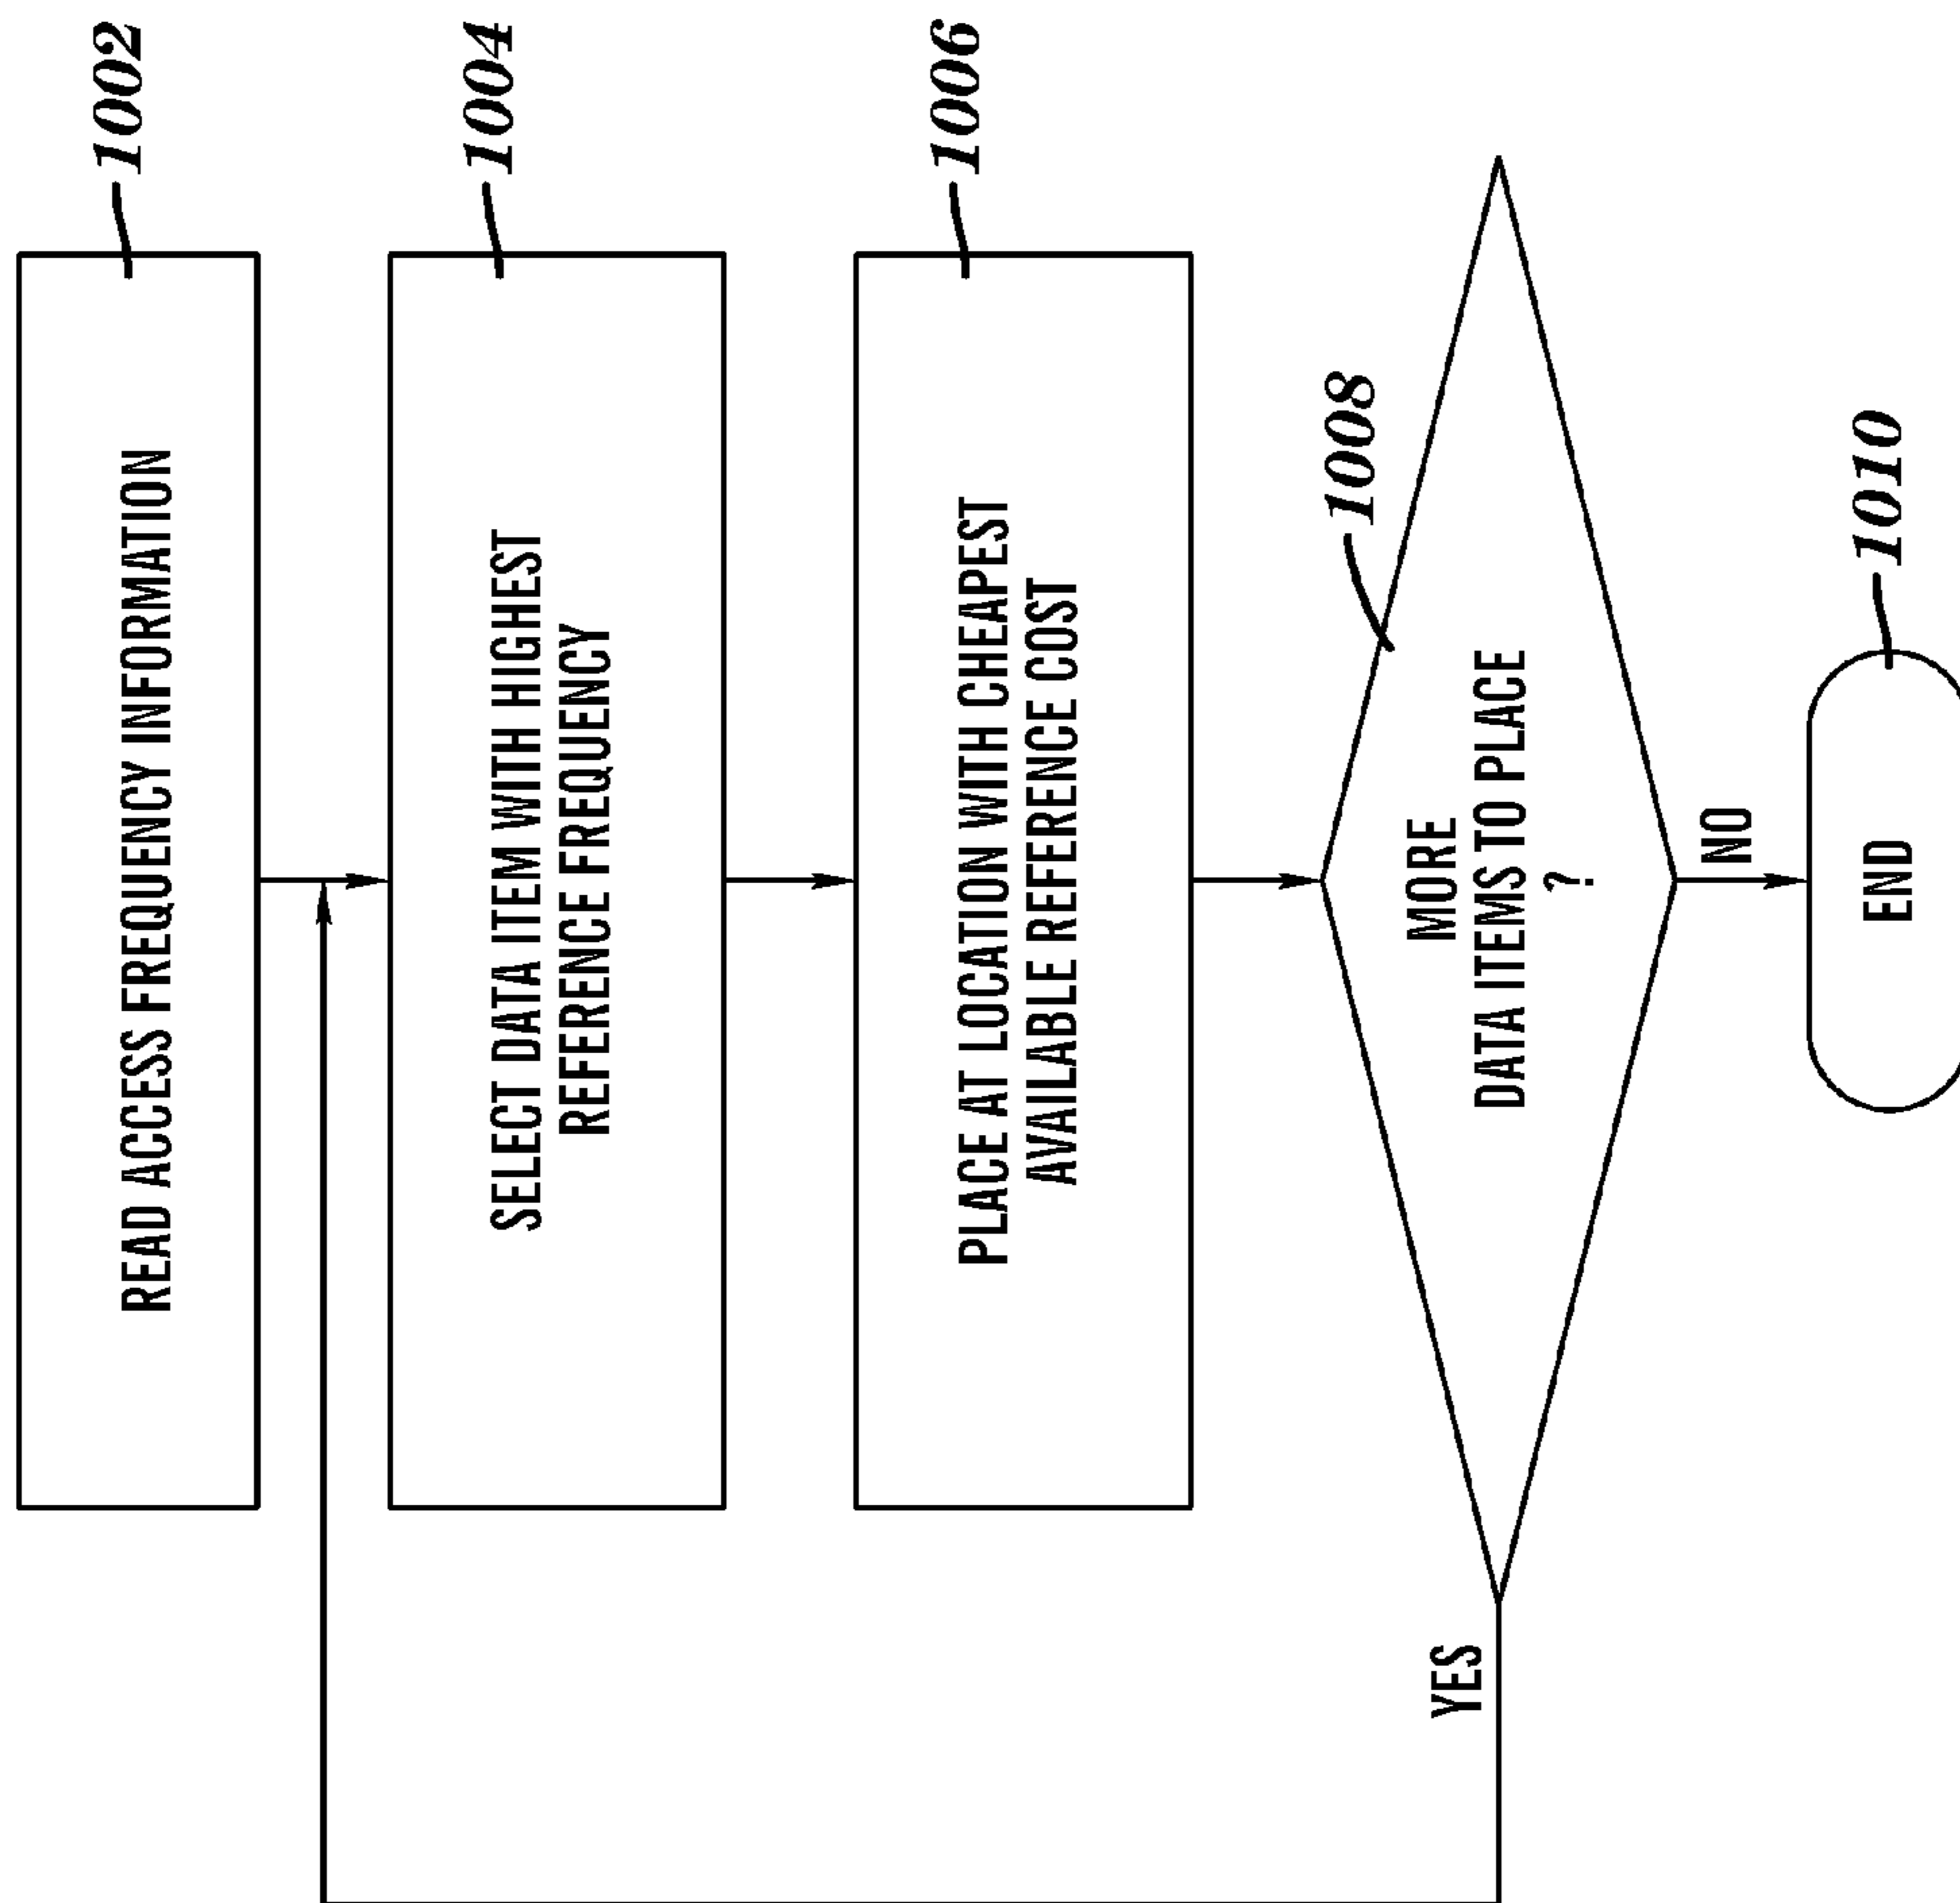 1002
READ ACCESS FREQUENCY INFORMATION
1004
SELECT DATA ITEM WITH HIGHEST
REFERENCE FREQUENCY
1006
PLACE AT LOCATION WITH CHEAPEST
AVAILABLE REFERENCE COST
1008
MORE
DATA ITEMS TO PLACE
?
YES
NO
1010
END